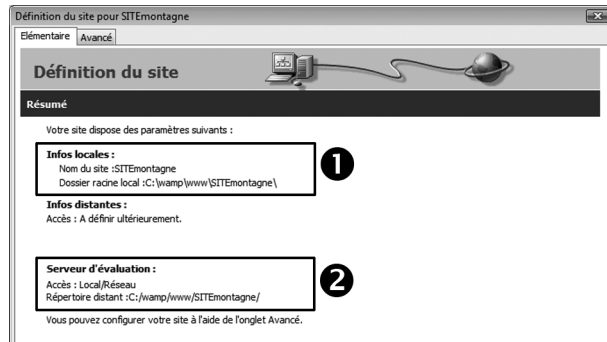 Définition du site pour SITEmontagne
Elémentaire Avancé
Définition du site
Résumé
Votre site dispose des paramètres suivants :
Infos locales :
Nom du site :SITEmontagne
Dossier racine local :C:\wamp\www\SITEmontagne\
1
Infos distantes :
Accès : A définir ultérieurement.
Serveur d'évaluation :
Accès : Local/Réseau
Répertoire distant :C:/wamp/www/SITEmontagne/
2
Vous pouvez configurer votre site à l'aide de l'onglet Avancé.